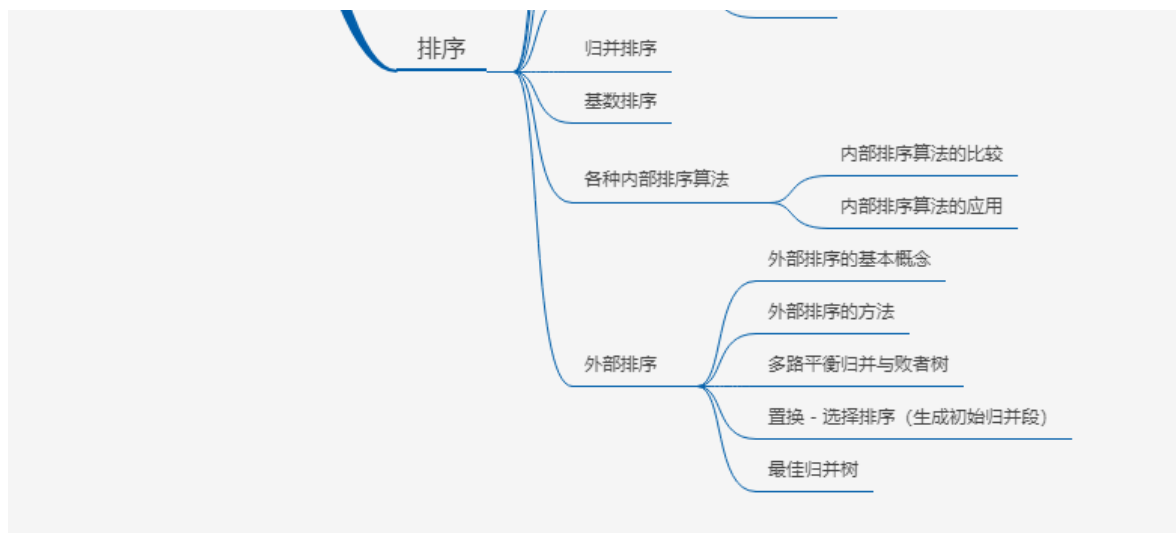 排序
归并排序
基数排序
各种内部排序算法
内部排序算法的比较
内部排序算法的应用
外部排序
外部排序的基本概念
外部排序的方法
多路平衡归并与败者树
置换 - 选择排序（生成初始归并段）
最佳归并树